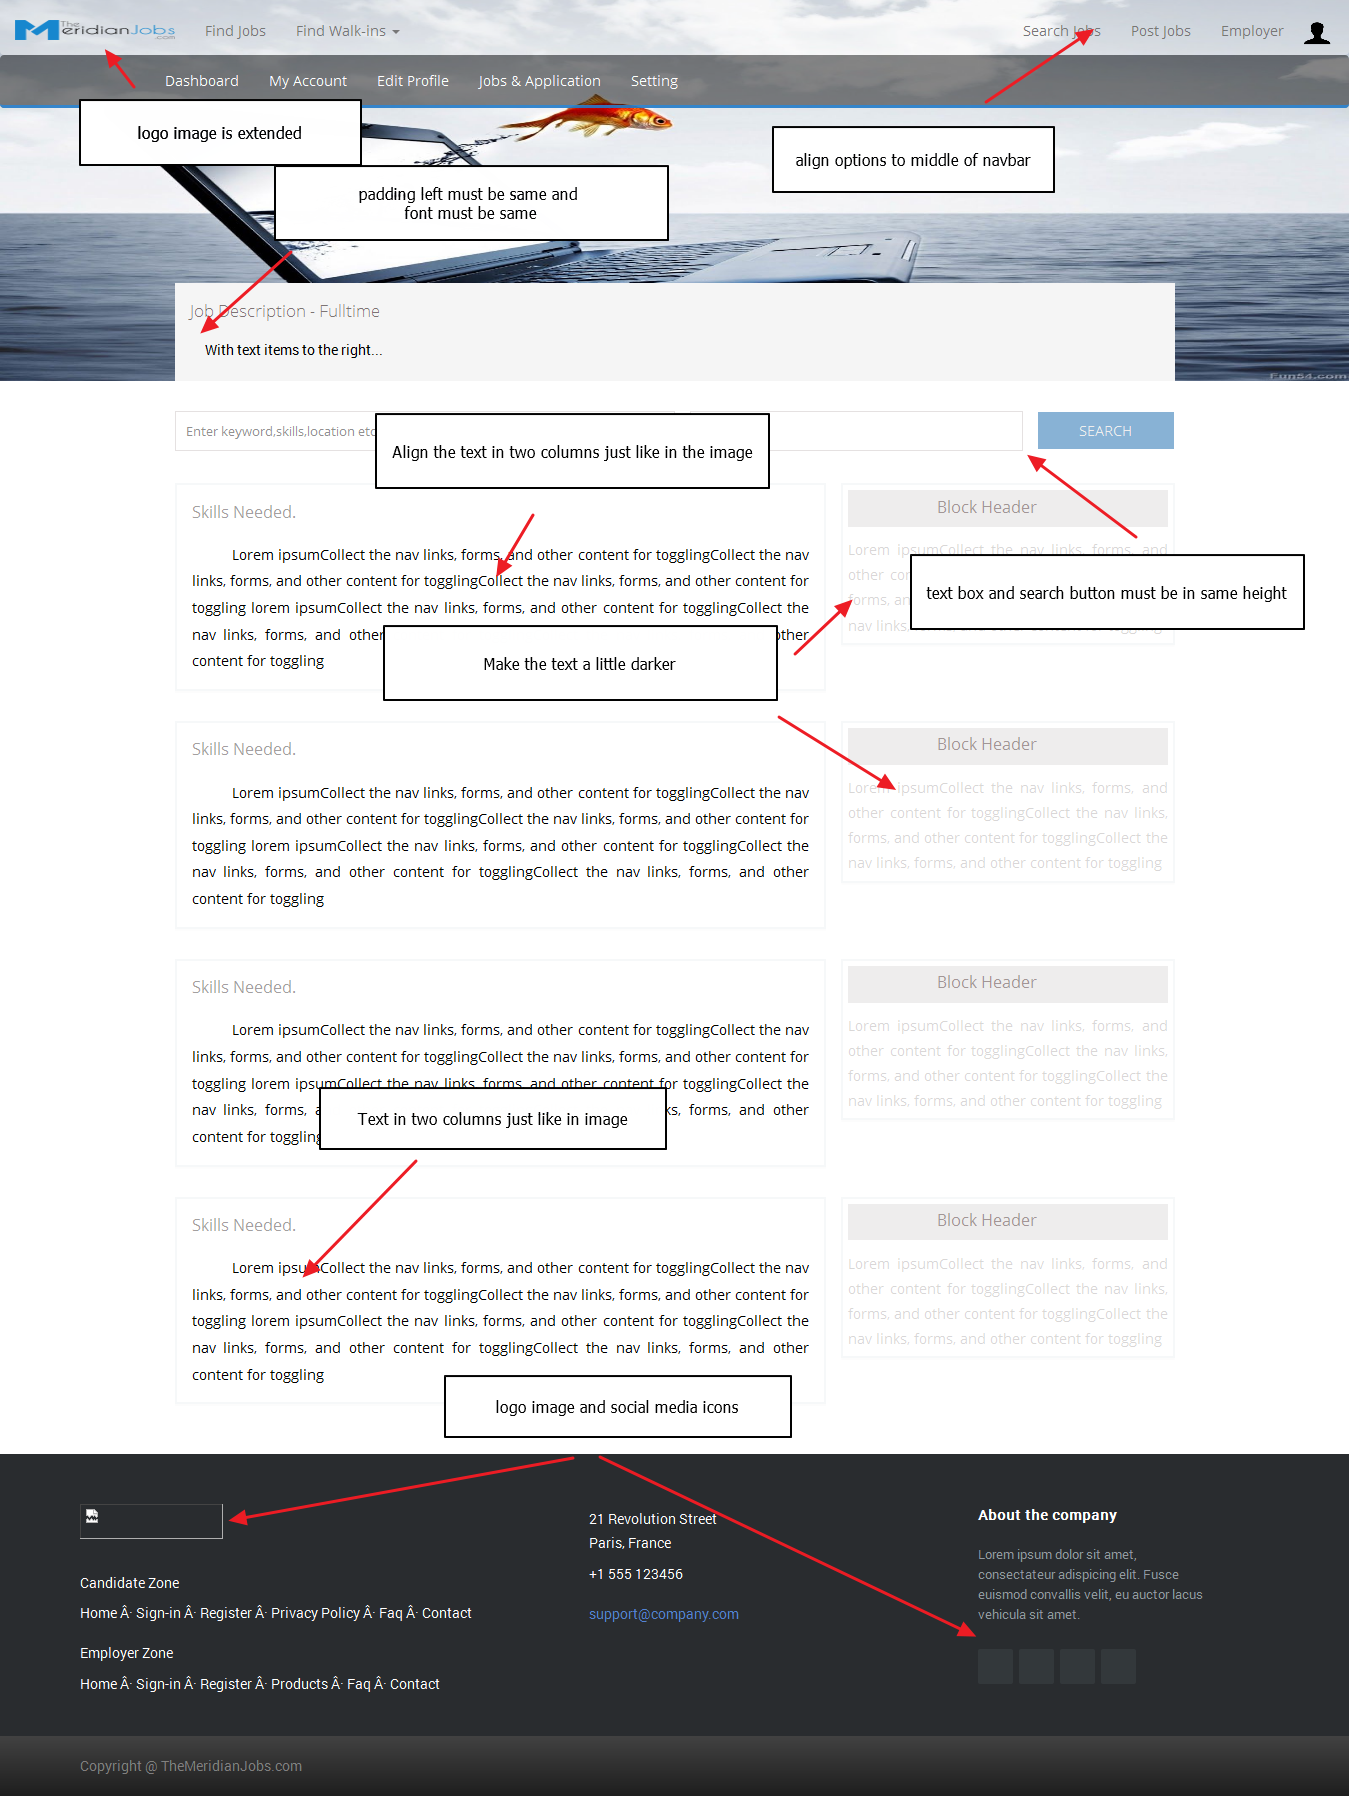 The
MeridianJobs
.com
Find Jobs
Find Walk-ins
Search Jobs
Post Jobs
Employer
Dashboard
My Account
Edit Profile
Jobs & Application
Setting
logo image is extended
align options to middle of navbar
padding left must be same and
font must be same
Job Description - Fulltime
With text items to the right...
Fun54.com
Enter keyword,skills,location etc
SEARCH
Align the text in two columns just like in the image
Skills Needed.
Lorem ipsumCollect the nav links, forms, and other content for togglingCollect the nav
links, forms, and other content for togglingCollect the nav links, forms, and other content for
toggling lorem ipsumCollect the nav links, forms, and other content for togglingCollect the
nav links, forms, and other
other
content for toggling
Block Header
Lorem ipsumCollect the nav links, forms, and
other
forms,
nav links,
text box and search button must be in same height
Make the text a little darker
Skills Needed.
Lorem ipsumCollect the nav links, forms, and other content for togglingCollect the nav
links, forms, and other content for togglingCollect the nav links, forms, and other content for
toggling lorem ipsumCollect the nav links, forms, and other content for togglingCollect the
nav links, forms, and other content for togglingCollect the nav links, forms, and other
content for toggling
Block Header
Lorem ipsumCollect the nav links, forms, and
other content for togglingCollect the nav links,
forms, and other content for togglingCollect the
nav links, forms, and other content for toggling
Skills Needed.
Lorem ipsumCollect the nav links, forms, and other content for togglingCollect the nav
links, forms, and other content for togglingCollect the nav links, forms, and other content for
toggling lorem ipsumCollect the nav links, forms, and other content for togglingCollect the
nav links, forms,
forms, and other
content for toggling
Block Header
Lorem ipsumCollect the nav links, forms, and
other content for togglingCollect the nav links,
forms, and other content for togglingCollect the
nav links, forms, and other content for toggling
Text in two columns just like in image
Skills Needed.
Lorem ipsumCollect the nav links, forms, and other content for togglingCollect the nav
links, forms, and other content for togglingCollect the nav links, forms, and other content for
toggling lorem ipsumCollect the nav links, forms, and other content for togglingCollect the
nav links, forms, and other content for togglingCollect the nav links, forms, and other
content for toggling
Block Header
Lorem ipsumCollect the nav links, forms, and
other content for togglingCollect the nav links,
forms, and other content for togglingCollect the
nav links, forms, and other content for toggling
logo image and social media icons
Candidate Zone
Home Â· Sign-in Â· Register Â· Privacy Policy Â· Faq Â· Contact
Employer Zone
Home Â· Sign-in Â· Register Â· Products Â· Faq Â· Contact
21 Revolution Street
Paris, France
+1 555 123456
support@company.com
About the company
Lorem ipsum dolor sit amet,
consectateur adispicing elit. Fusce
euismod convallis velit, eu auctor lacus
vehicula sit amet.
Copyright @ TheMeridianJobs.com